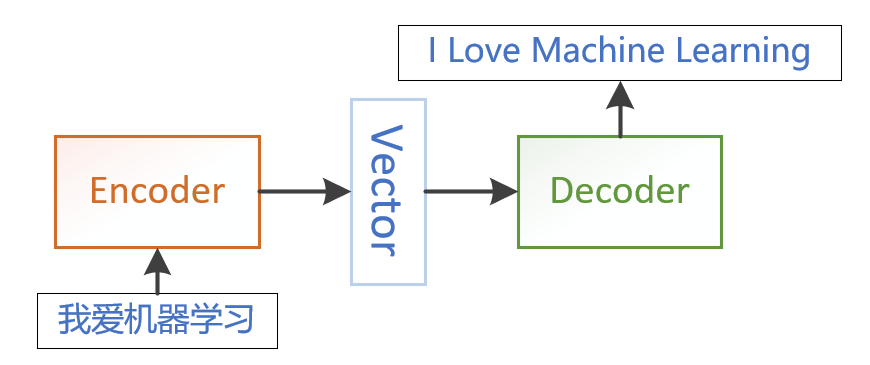 I Love Machine Learning
Encoder
Vector
Decoder
我爱机器学习